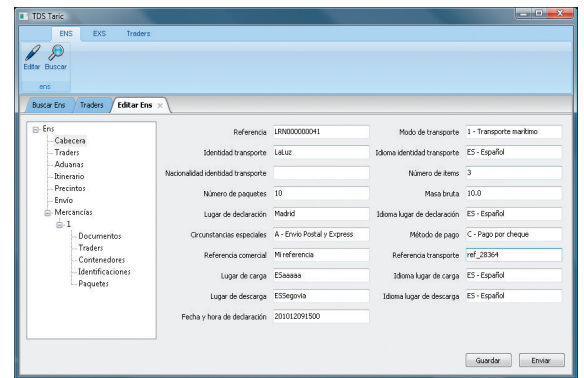 TDS Taric
ENS EXS Traders
Editar Buscar
ens
Buscar Ens Traders Editar Ens
Ens
Cabecera
Traders
Aduanas
Itinerario
Precintos
Envío
Mercancías
1
Documentos
Traders
Contenedores
Identificaciones
Paquetes
Referencia LRN000000041 Modo de transporte 1 - Transporte marítimo
Identidad transporte LaLuz Idioma identidad transporte ES - Español
Nacionalidad identidad transporte Número de items 3
Número de paquetes 10 Masa bruta 10.0
Lugar de declaración Madrid Idioma lugar de declaración ES - Español
Circunstancias especiales A - Envio Postal y Express Método de pago C - Pago por cheque
Referencia comercial Mi referencia Referencia transporte ref_28364
Lugar de carga ESaaaaa Idioma lugar de carga ES - Español
Lugar de descarga ESSegovia Idioma lugar de descarga ES - Español
Fecha y hora de declaración 201012091500
Guardar Enviar